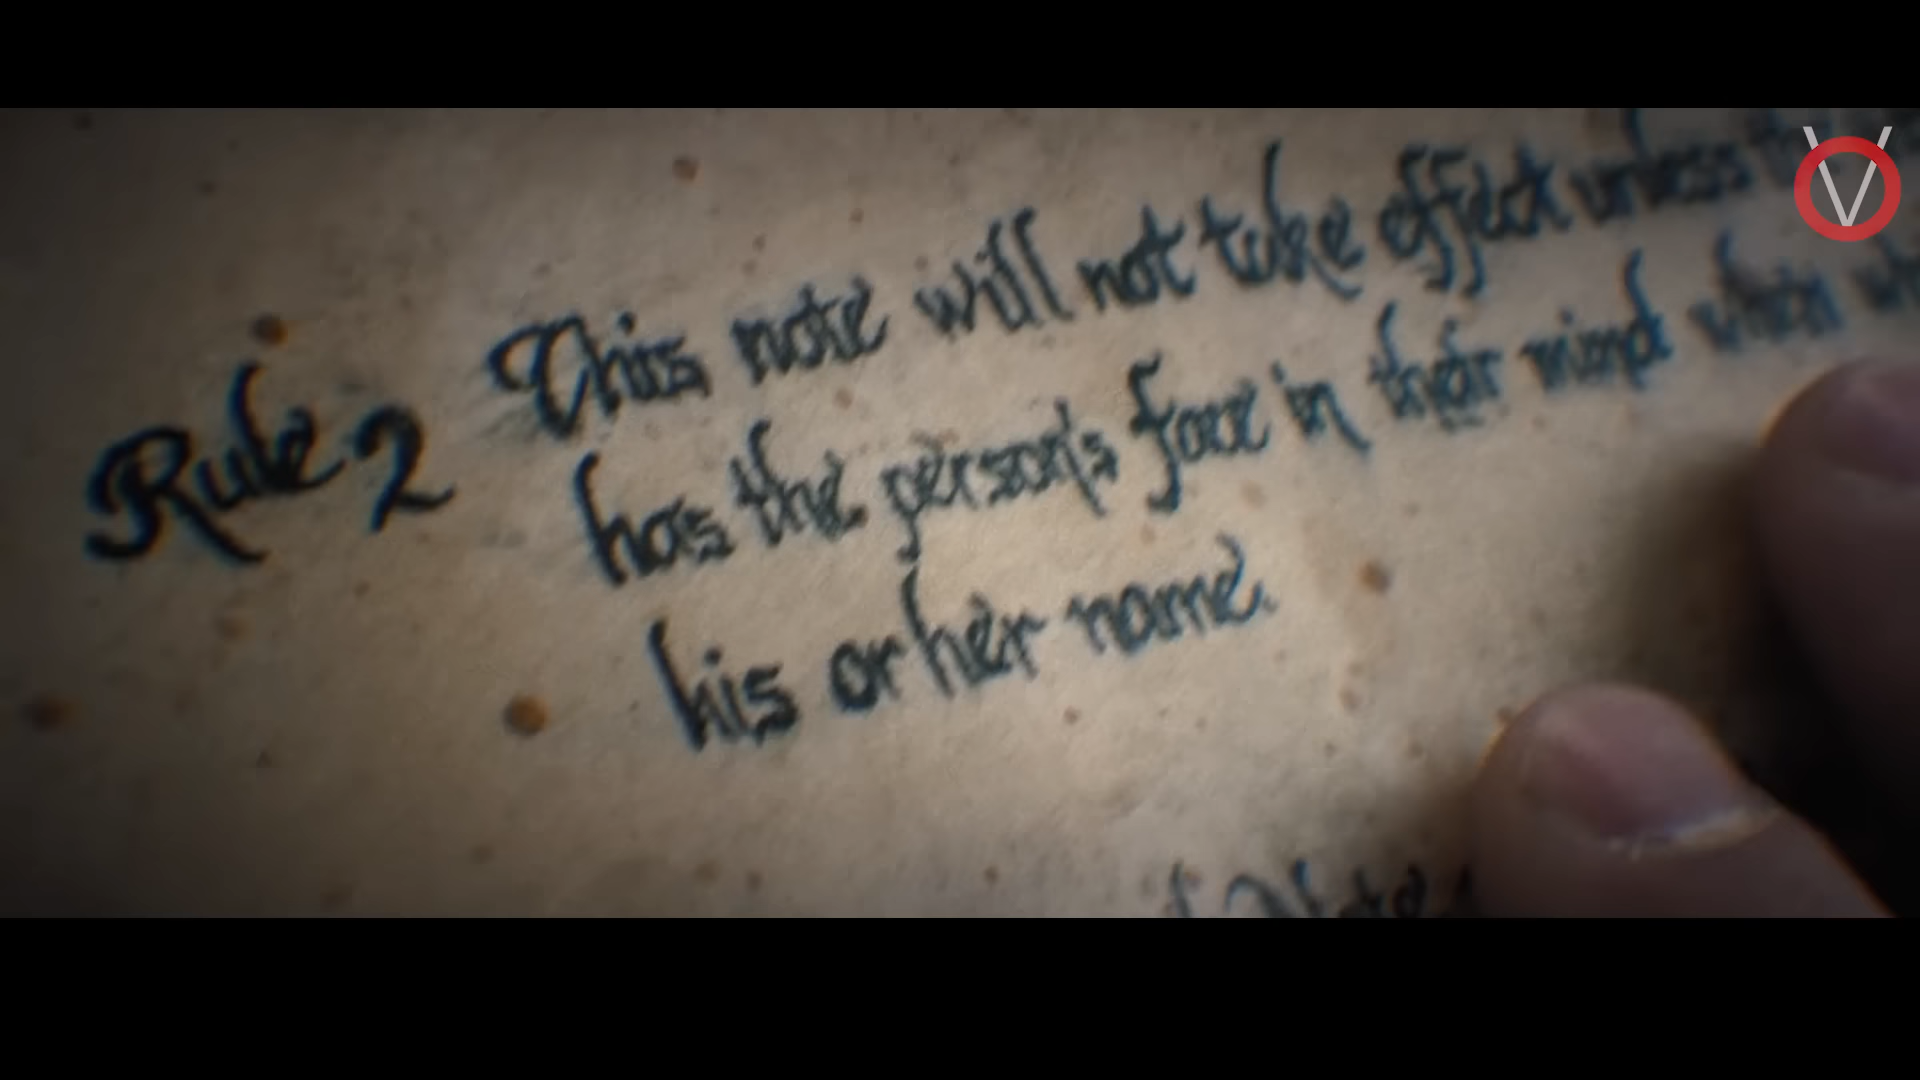 Rule 2 This note will not take effect unless
has the person's face in their mind when
his or her name.